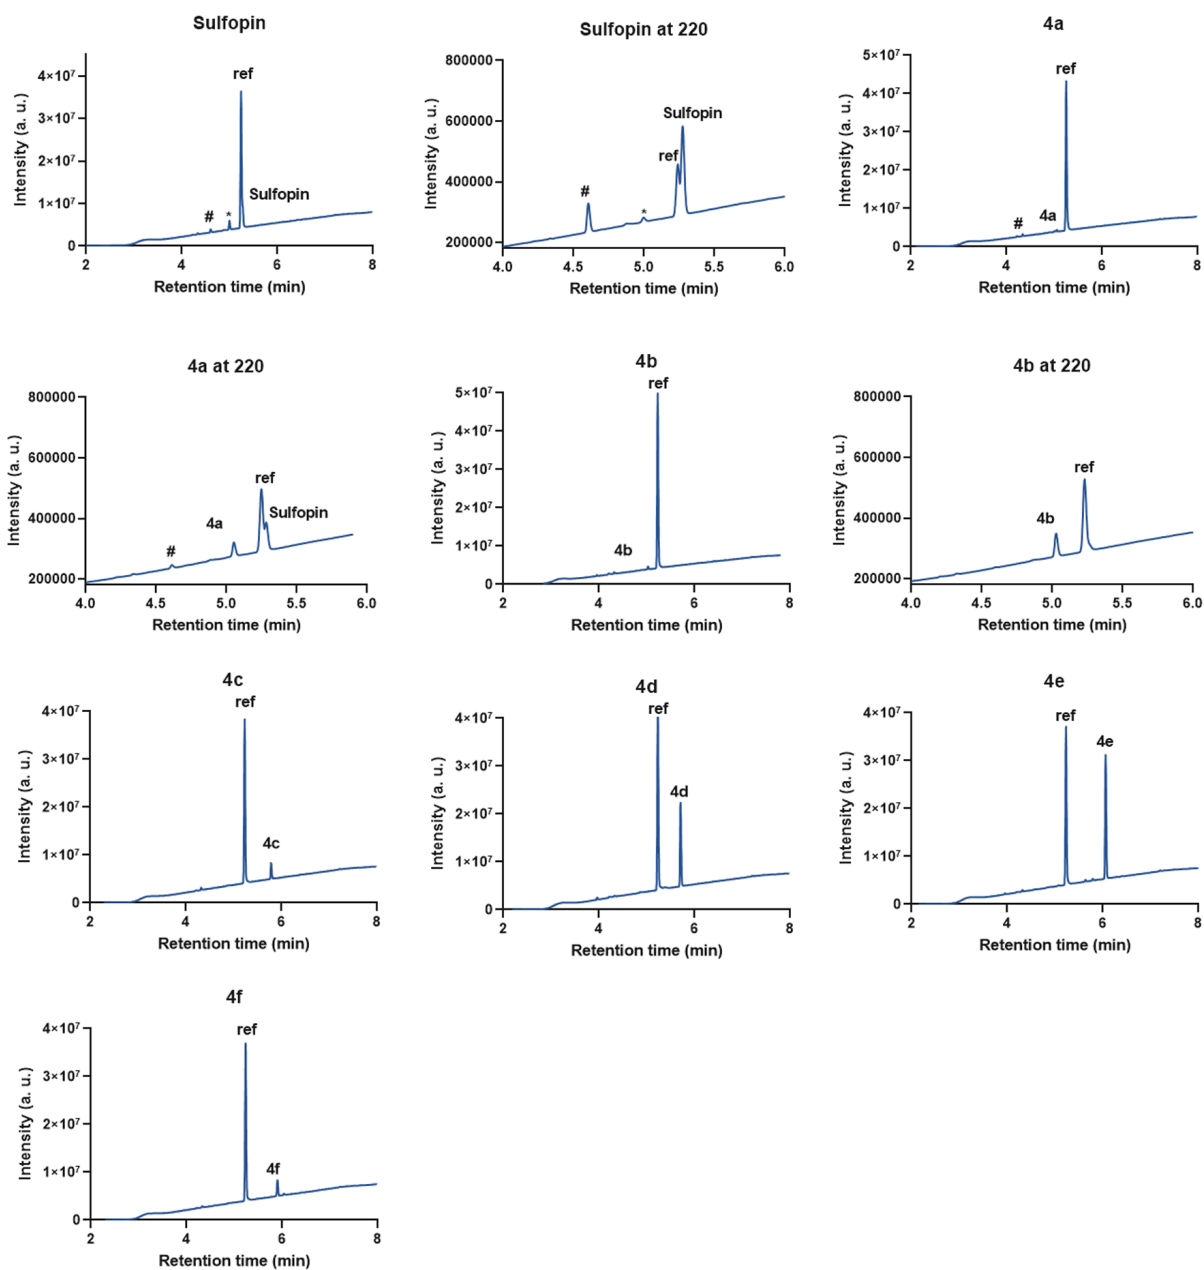 Sulfopin
Intensity (a. u.)
4×10⁷
3×10⁷
2×10⁷
1×10⁷
0
ref
Sulfopin
#
*
2
4
6
8
Retention time (min)
Sulfopin at 220
Intensity (a. u.)
800000
600000
400000
200000
Sulfopin
ref
#
*
4.0
4.5
5.0
5.5
6.0
Retention time (min)
4a
Intensity (a. u.)
5×10⁷
4×10⁷
3×10⁷
2×10⁷
1×10⁷
0
ref
4a
#
2
4
6
8
Retention time (min)
4a at 220
Intensity (a. u.)
800000
600000
400000
200000
ref
Sulfopin
4a
#
4.0
4.5
5.0
5.5
6.0
Retention time (min)
4b
Intensity (a. u.)
5×10⁷
4×10⁷
3×10⁷
2×10⁷
1×10⁷
0
ref
4b
2
4
6
8
Retention time (min)
4b at 220
Intensity (a. u.)
800000
600000
400000
200000
ref
4b
4.0
4.5
5.0
5.5
6.0
Retention time (min)
4c
Intensity (a. u.)
4×10⁷
3×10⁷
2×10⁷
1×10⁷
0
ref
4c
2
4
6
8
Retention time (min)
4d
Intensity (a. u.)
4×10⁷
3×10⁷
2×10⁷
1×10⁷
0
ref
4d
2
4
6
8
Retention time (min)
4e
Intensity (a. u.)
4×10⁷
3×10⁷
2×10⁷
1×10⁷
0
ref
4e
2
4
6
8
Retention time (min)
4f
Intensity (a. u.)
4×10⁷
3×10⁷
2×10⁷
1×10⁷
0
ref
4f
2
4
6
8
Retention time (min)